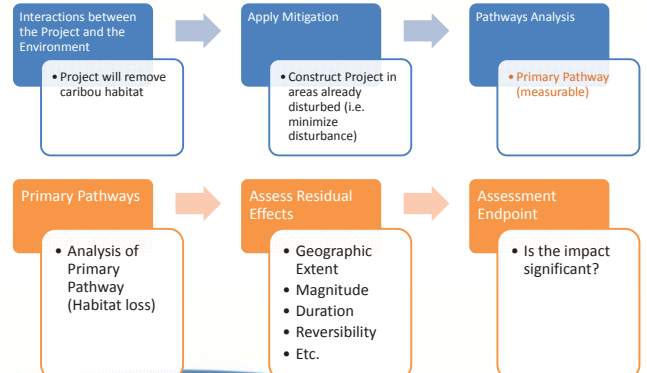 Interactions between
the Project and the
Environment
• Project will remove
caribou habitat
Apply Mitigation
• Construct Project in
areas already
disturbed (i.e.
minimize
disturbance)
Pathways Analysis
• Primary Pathway
(measurable)
Primary Pathways
• Analysis of
Primary
Pathway
(Habitat loss)
Assess Residual
Effects
• Geographic
Extent
• Magnitude
• Duration
• Reversibility
• Etc.
Assessment
Endpoint
• Is the impact
significant?